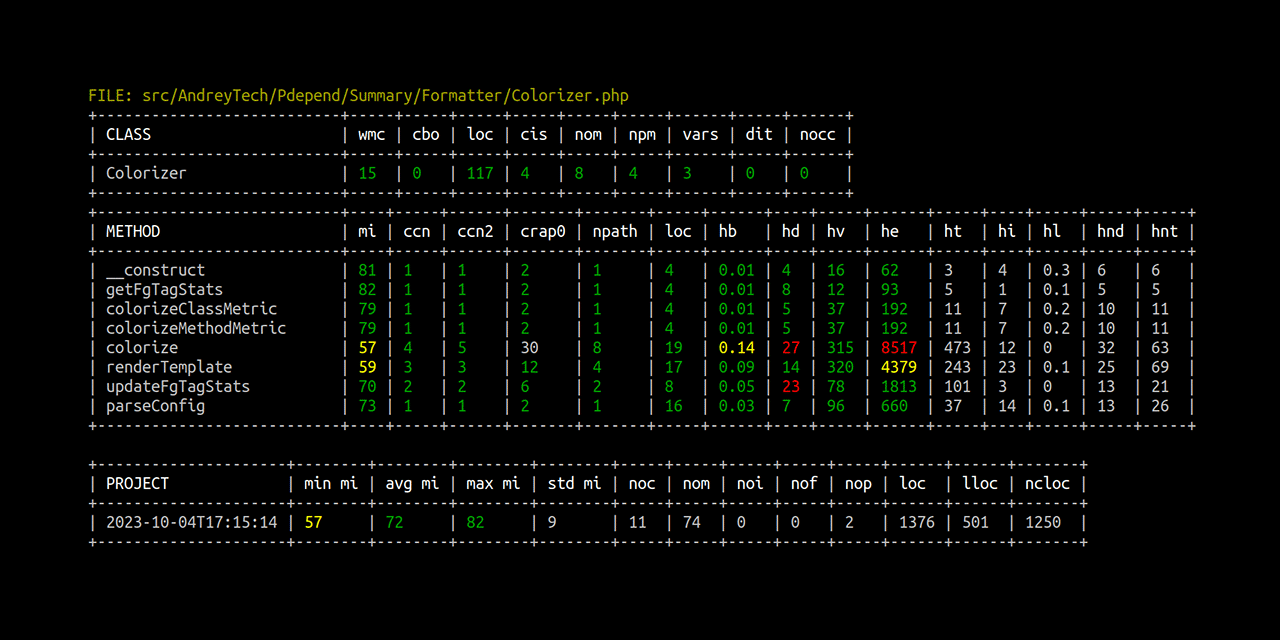 FILE: src/AndreyTech/Pdepend/Summary/Formatter/Colorizer.php
+---------------------------+-----+-----+-----+-----+-----+-----+------+-----+------+
| CLASS                     | wmc | cbo | loc | cis | nom | npm | vars | dit | nocc |
+---------------------------+-----+-----+-----+-----+-----+-----+------+-----+------+
| Colorizer                 | 15  | 0   | 117 | 4   | 8   | 4   | 3    | 0   | 0    |
+---------------------------+-----+-----+-----+-----+-----+-----+------+-----+------+
+---------------------------+----+-----+------+-------+-------+-----+------+----+-----+------+-----+----+-----+-----+-----+
| METHOD                    | mi | ccn | ccn2 | crap0 | npath | loc | hb   | hd | hv  | he   | ht  | hi | hl  | hnd | hnt |
+---------------------------+----+-----+------+-------+-------+-----+------+----+-----+------+-----+----+-----+-----+-----+
| __construct               | 81 | 1   | 1    | 2     | 1     | 4   | 0.01 | 4  | 16  | 62   | 3   | 4  | 0.3 | 6   | 6   |
| getFgTagStats             | 82 | 1   | 1    | 2     | 1     | 4   | 0.01 | 8  | 12  | 93   | 5   | 1  | 0.1 | 5   | 5   |
| colorizeClassMetric       | 79 | 1   | 1    | 2     | 1     | 4   | 0.01 | 5  | 37  | 192  | 11  | 7  | 0.2 | 10  | 11  |
| colorizeMethodMetric      | 79 | 1   | 1    | 2     | 1     | 4   | 0.01 | 5  | 37  | 192  | 11  | 7  | 0.2 | 10  | 11  |
| colorize                  | 57 | 4   | 5    | 30    | 8     | 19  | 0.14 | 27 | 315 | 8517 | 473 | 12 | 0   | 32  | 63  |
| renderTemplate            | 59 | 3   | 3    | 12    | 4     | 17  | 0.09 | 14 | 320 | 4379 | 243 | 23 | 0.1 | 25  | 69  |
| updateFgTagStats          | 70 | 2   | 2    | 6     | 2     | 8   | 0.05 | 23 | 78  | 1813 | 101 | 3  | 0   | 13  | 21  |
| parseConfig               | 73 | 1   | 1    | 2     | 1     | 16  | 0.03 | 7  | 96  | 660  | 37  | 14 | 0.1 | 13  | 26  |
+---------------------------+----+-----+------+-------+-------+-----+------+----+-----+------+-----+----+-----+-----+-----+
+---------------------+--------+--------+--------+--------+-----+-----+-----+-----+-----+------+------+-------+
| PROJECT             | min mi | avg mi | max mi | std mi | noc | nom | noi | nof | nop | loc  | lloc | ncloc |
+---------------------+--------+--------+--------+--------+-----+-----+-----+-----+-----+------+------+-------+
| 2023-10-04T17:15:14 | 57     | 72     | 82     | 9      | 11  | 74  | 0   | 0   | 2   | 1376 | 501  | 1250  |
+---------------------+--------+--------+--------+--------+-----+-----+-----+-----+-----+------+------+-------+